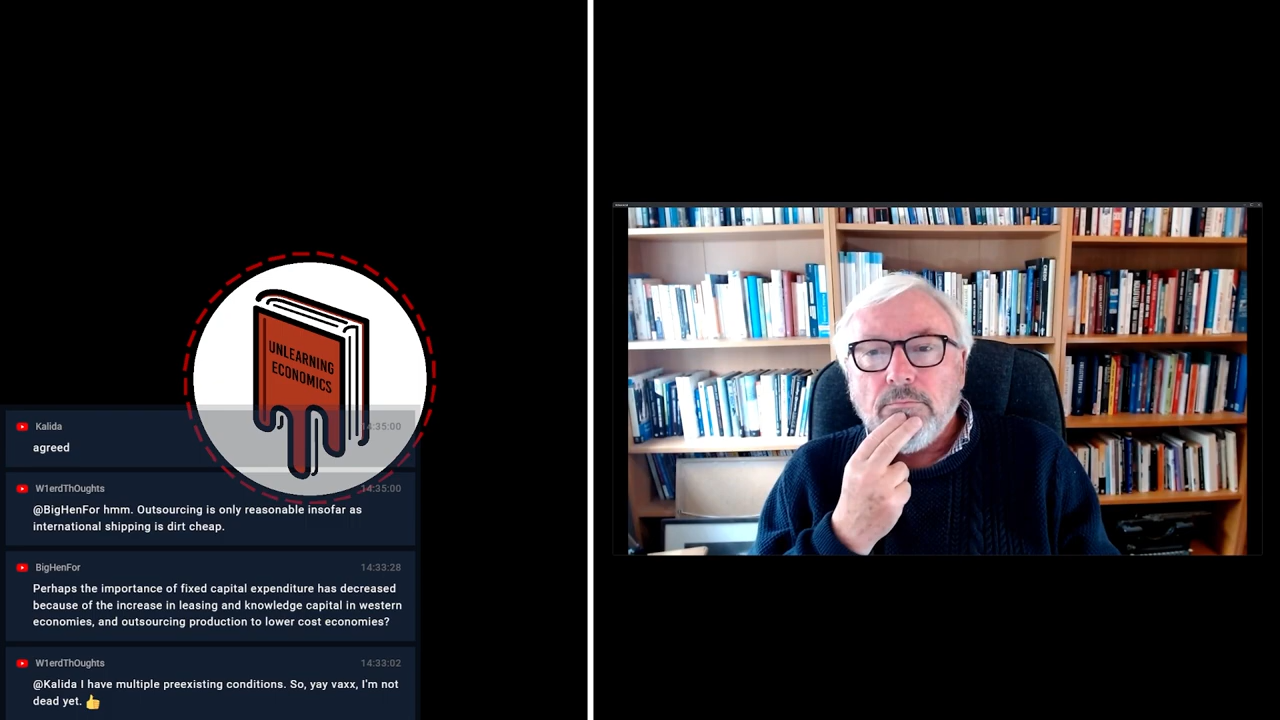 UNLEARNING
ECONOMICS
Kalida
agreed
W1erdThOughts 14:35:00
@BigHenFor hmm. Outsourcing is only reasonable insofar as
international shipping is dirt cheap.
BigHenFor 14:33:28
Perhaps the importance of fixed capital expenditure has decreased
because of the increase in leasing and knowledge capital in western
economies, and outsourcing production to lower cost economies?
W1erdThOughts 14:33:02
@Kalida I have multiple preexisting conditions. So, yay vaxx, I'm not
dead yet. 👍